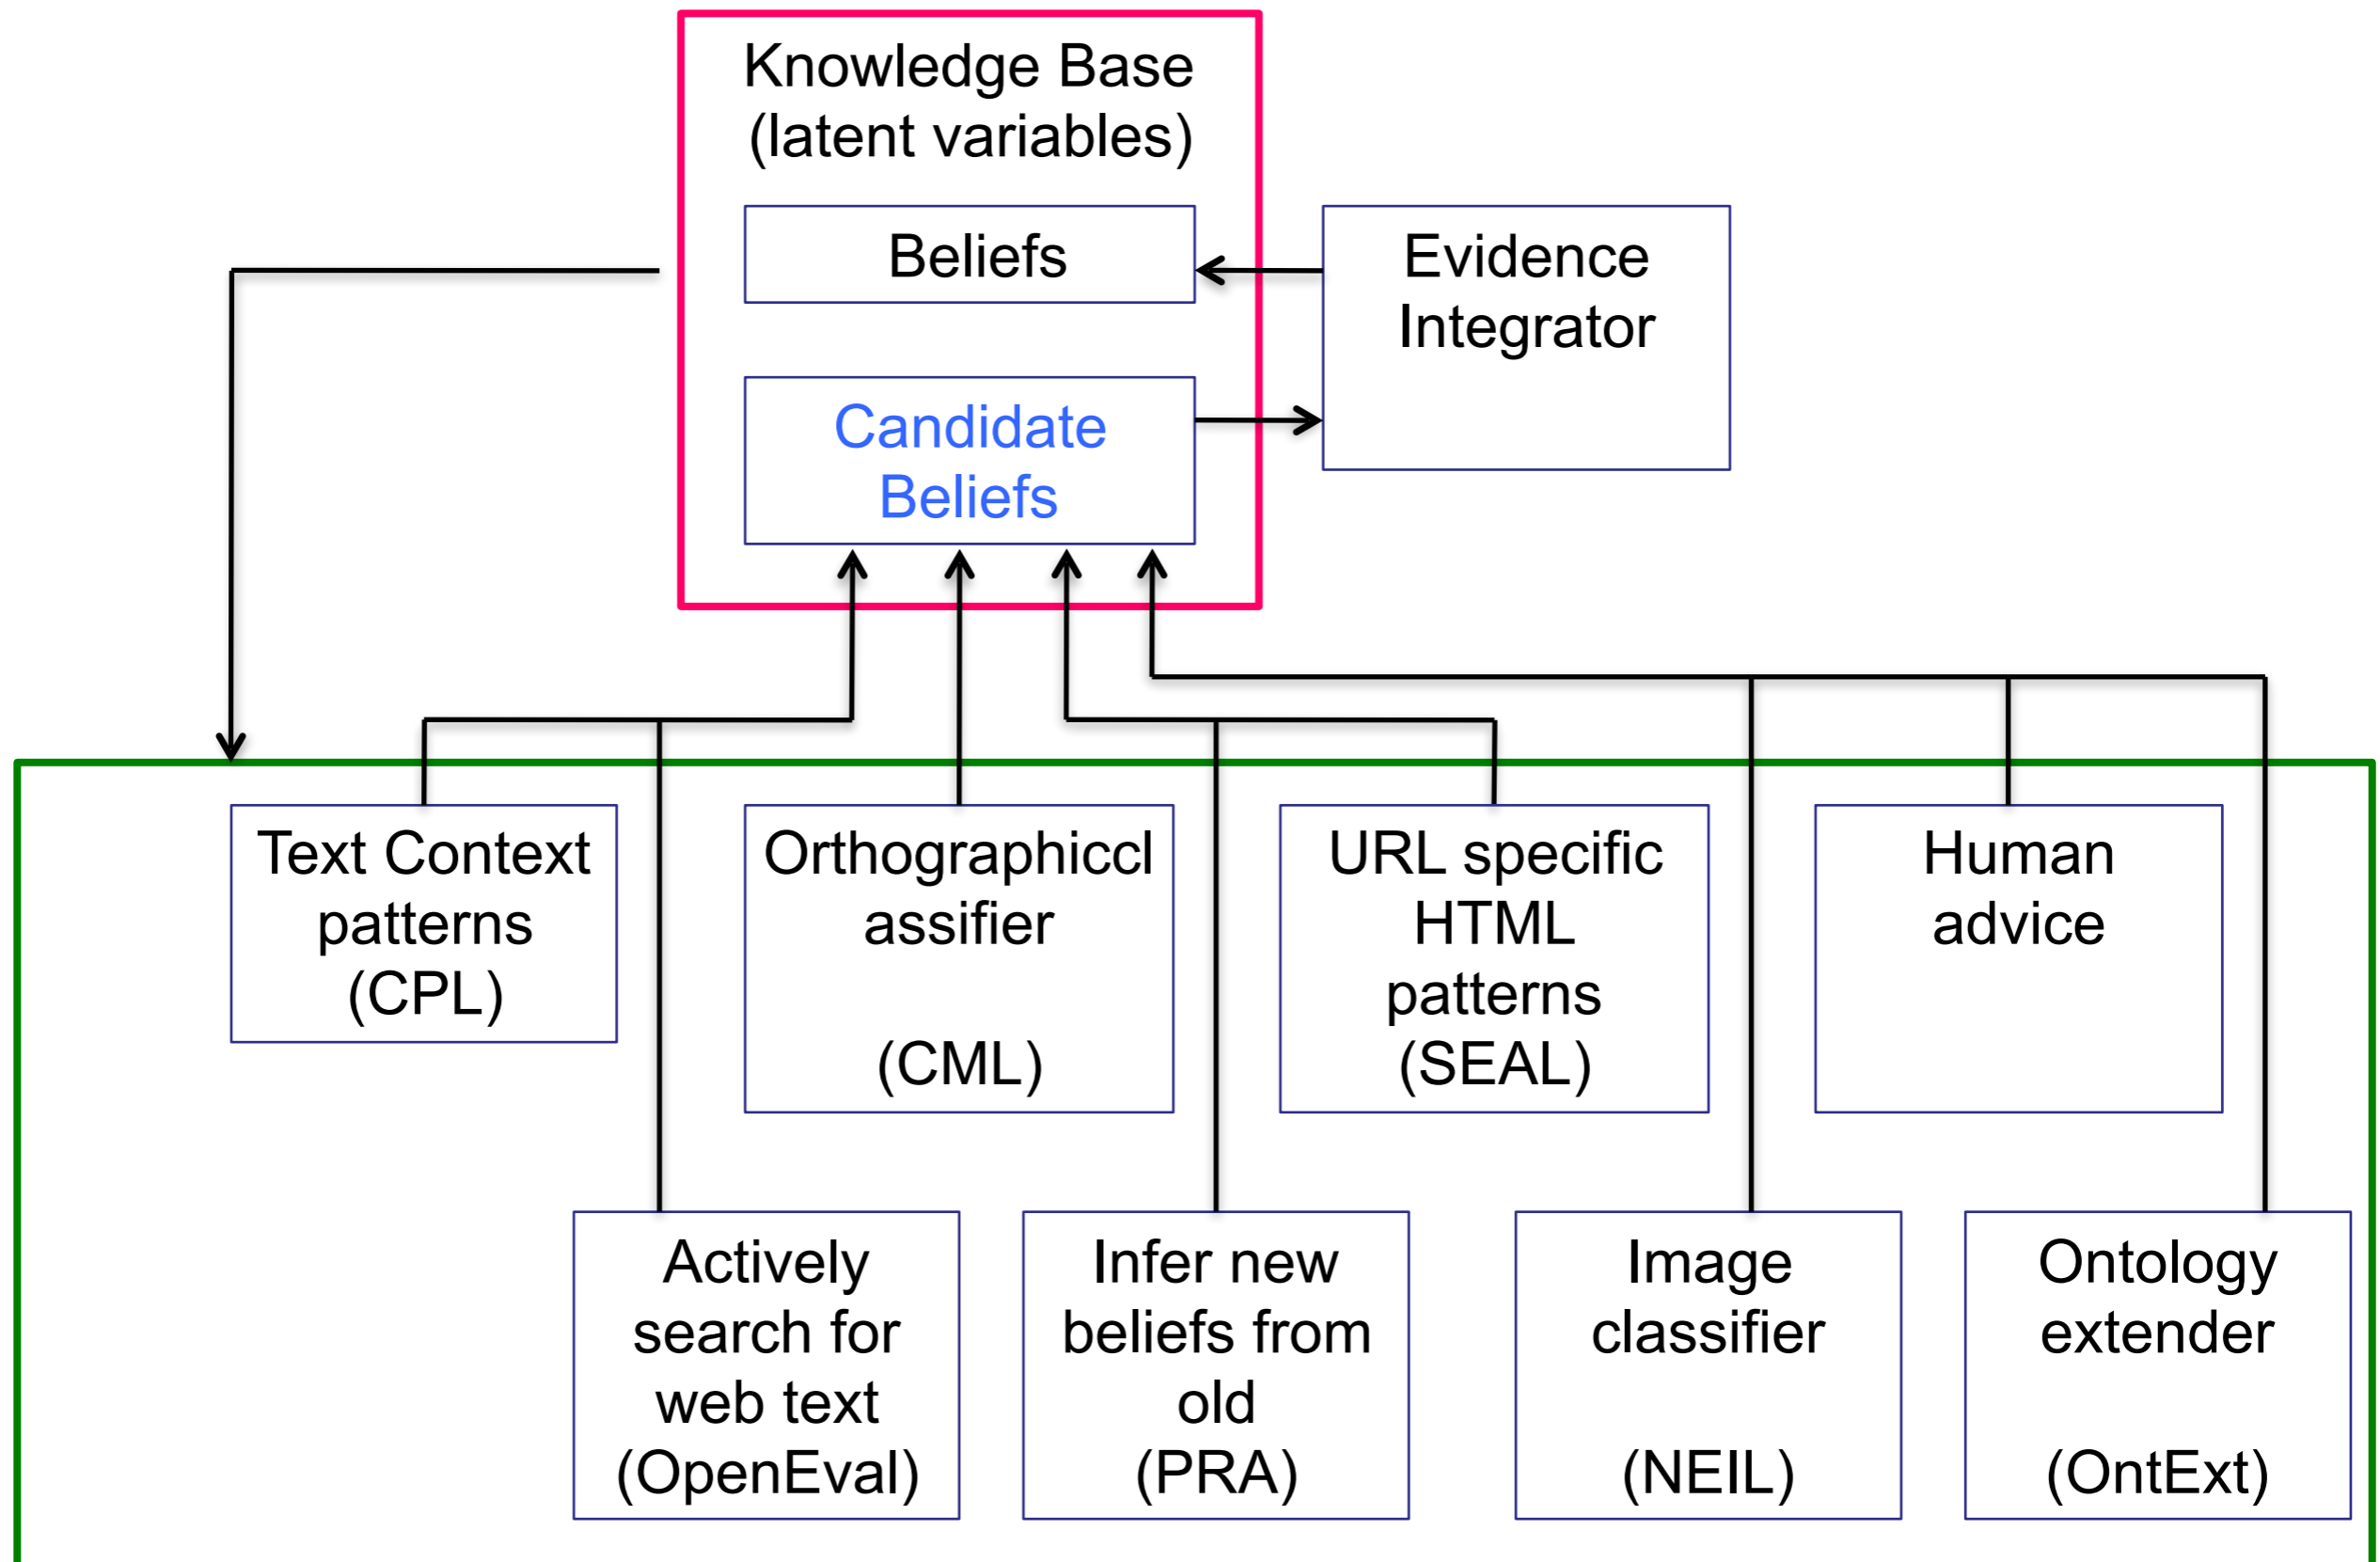 Knowledge Base
(latent variables)
Beliefs
Evidence
Integrator
Candidate
Beliefs
Text Context
patterns
(CPL)
Orthographiccl
assifier
(CML)
URL specific
HTML
patterns
(SEAL)
Human
advice
Actively
search for
web text
(OpenEval)
Infer new
beliefs from
old
(PRA)
Image
classifier
(NEIL)
Ontology
extender
(OntExt)